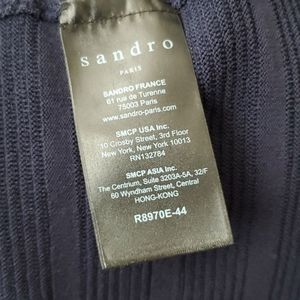 sandro
PARIS
SANDRO FRANCE
61 rue de Turenne
75003 Paris
www.sandro-paris.com
SMCP USA Inc.
10 Crosby Street, 3rd Floor
New York, New York 10013
RN132784
SMCP ASIA Inc.
The Centrium, Suite 3203A-5A, 32/F
60 Wyndham Street, Central
HONG-KONG
R8970E-44